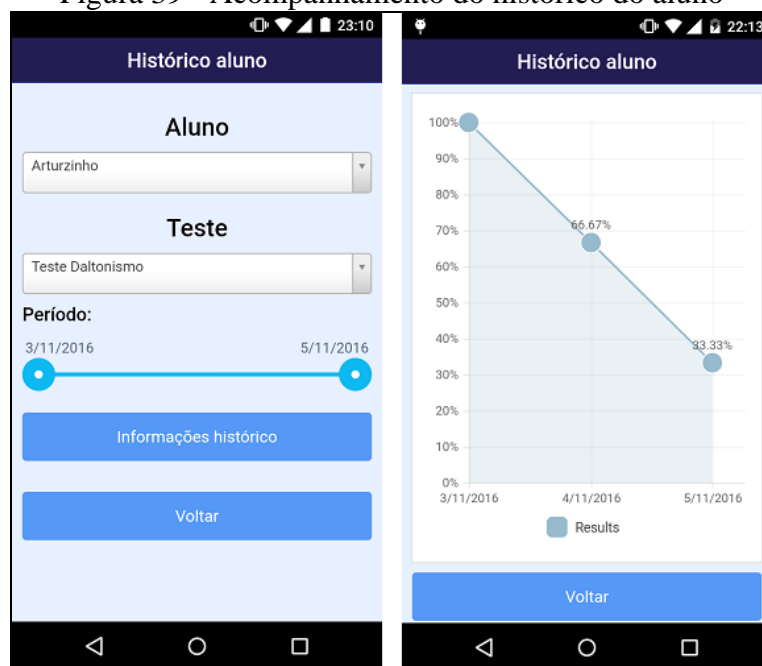 Figura 39 - Acompanhamento do histórico do aluno
23:10
Histórico aluno
Aluno
Arturzinho
Teste
Teste Daltonismo
Período:
3/11/2016 5/11/2016
Informações histórico
Voltar
22:13
Histórico aluno
100%
90%
80%
70%
66.67%
60%
50%
40%
33.33%
30%
20%
10%
0%
3/11/2016 4/11/2016 5/11/2016
Results
Voltar